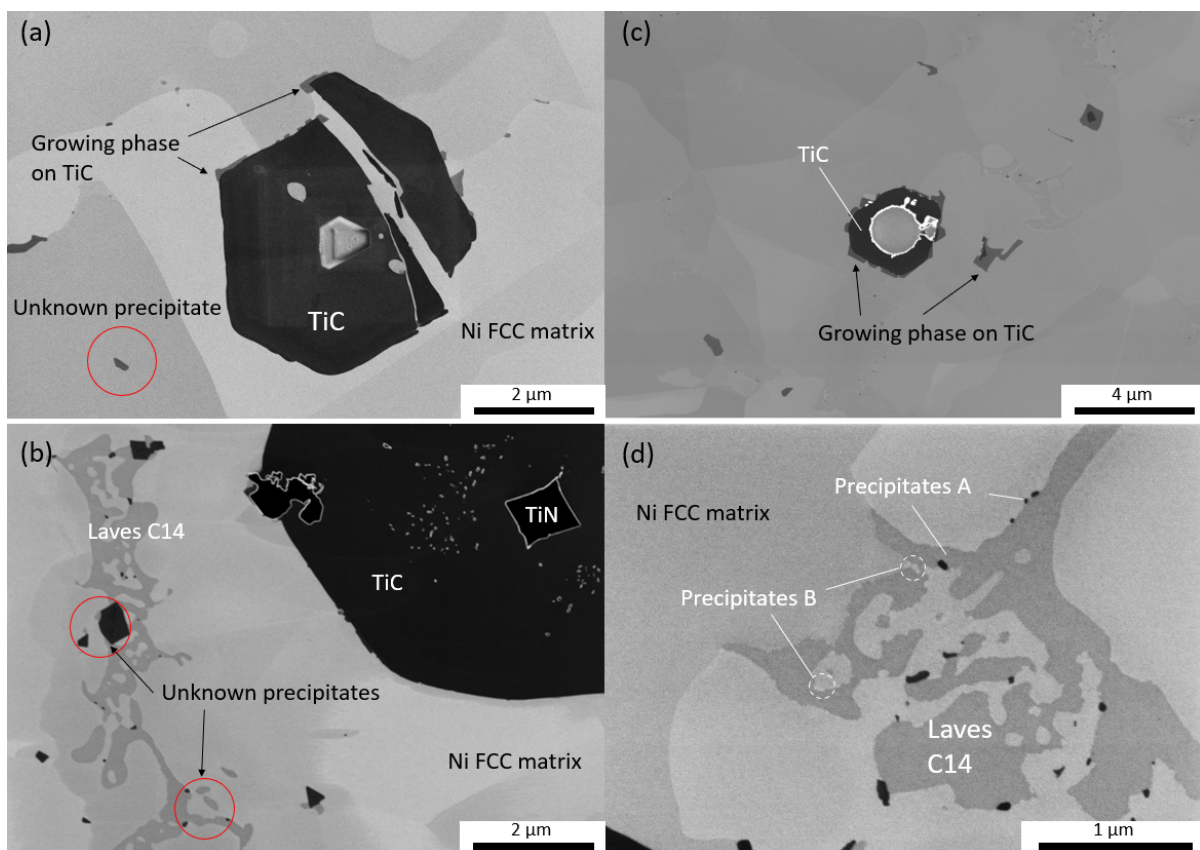 (a)
Growing phase
on TiC
Unknown precipitate
TiC
Ni FCC matrix
2 µm
(c)
TiC
Growing phase on TiC
4 µm
(b)
Laves C14
TiN
TiC
Unknown precipitates
Ni FCC matrix
2 µm
(d)
Precipitates A
Ni FCC matrix
Precipitates B
Laves
C14
1 µm